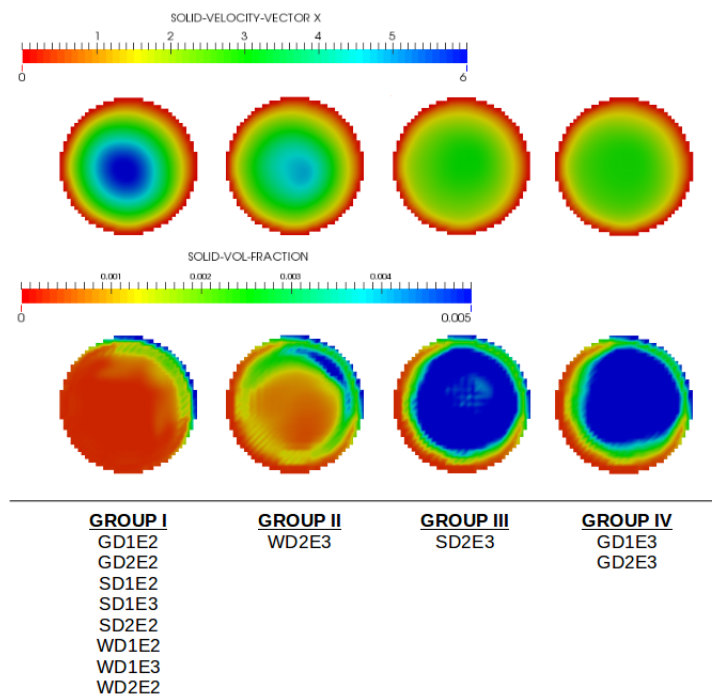 SOLID-VELOCITY-VECTOR X
1 2 3 4 5
0 6
SOLID-VOL-FRACTION
0.001 0.002 0.003 0.004
0 0.005
GROUP I GROUP II GROUP III GROUP IV
GD1E2 WD2E3 SD2E3 GD1E3
GD2E2 GD2E3
SD1E2
SD1E3
SD2E2
WD1E2
WD1E3
WD2E2